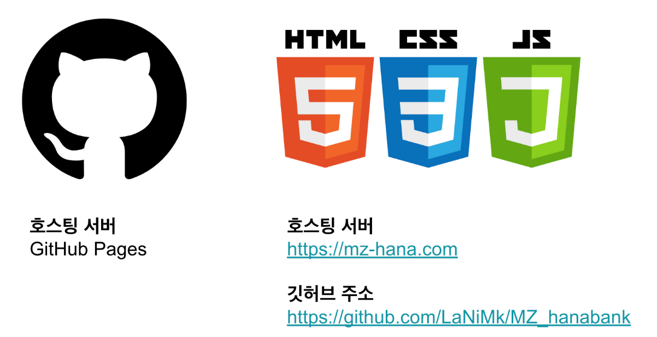 HTML
CSS
JS
5
3
J
호스팅 서버
GitHub Pages
호스팅 서버
https://mz-hana.com
깃허브 주소
https://github.com/LaNiMk/MZ_hanabank